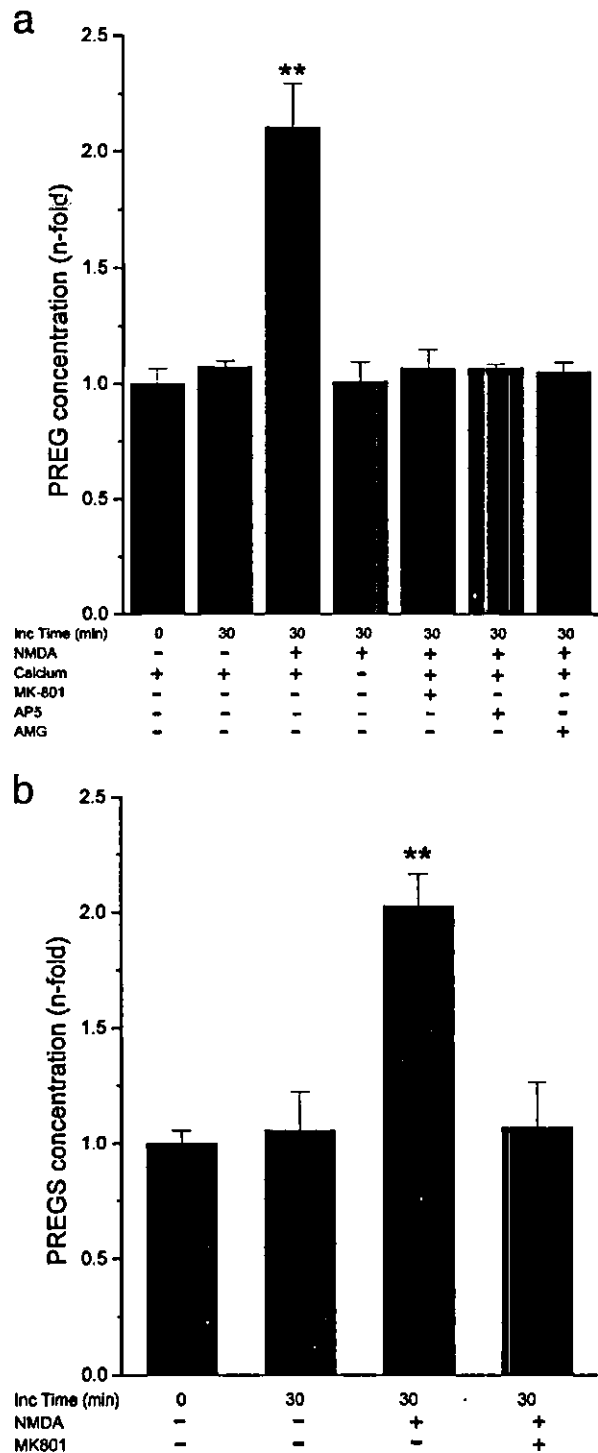 a
PREG concentration (n-fold)
2.5
**
2.0
1.5
1.0
0.5
0.0
Inc Time (min) 0 30 30 30 30 30 30
NMDA - - + + + + +
Calcium + + + - + + +
MK-801 - - - - + - -
AP5 - - - - - + -
AMG - - - - - - +
b
PREGS concentration (n-fold)
2.5
**
2.0
1.5
1.0
0.5
0.0
Inc Time (min) 0 30 30 30
NMDA - - + +
MK801 - - - +